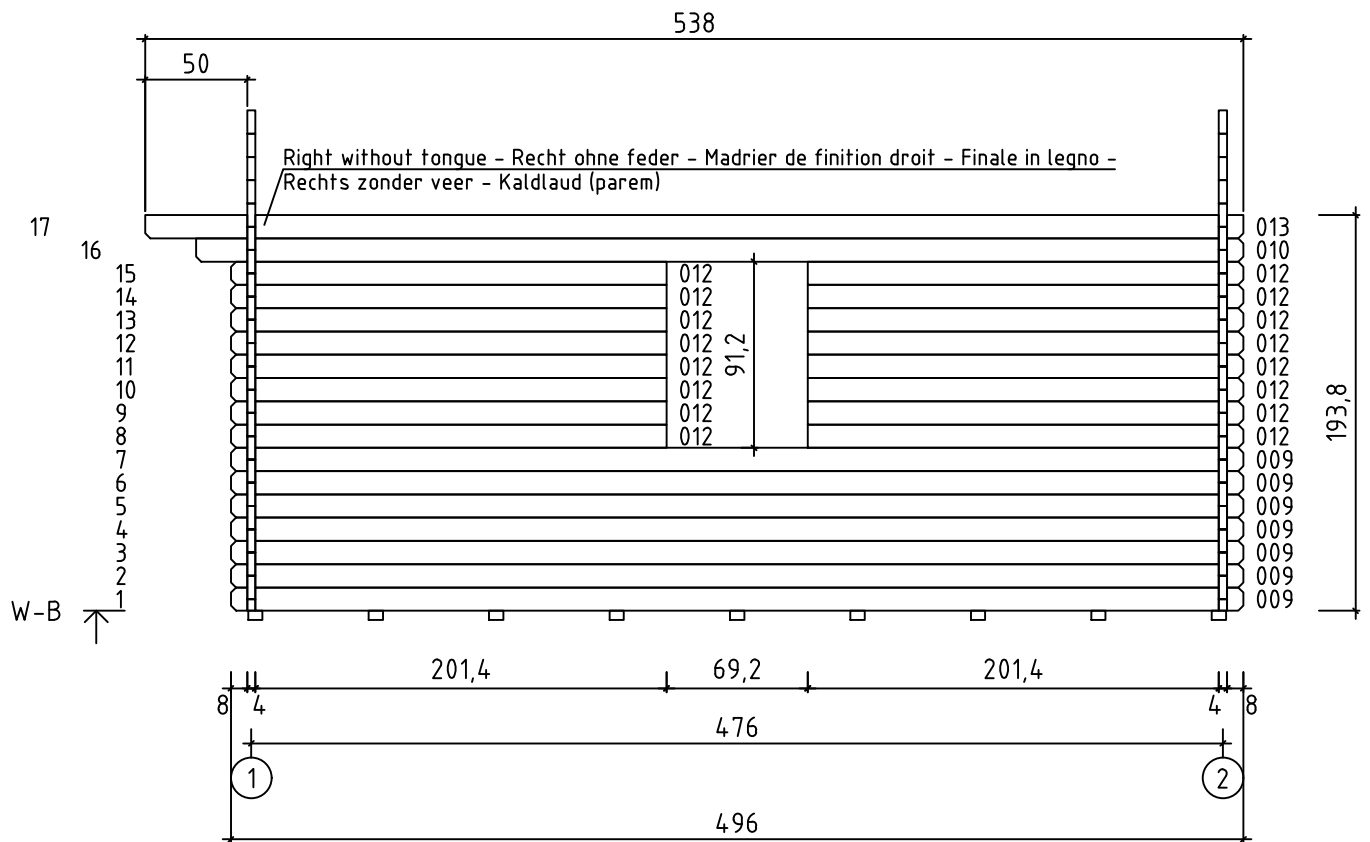 538
50
Right without tongue - Recht ohne feder - Madrier de finition droit - Finale in legno -
Rechts zonder veer - Kaldlaud (parem)
17 013
16 010
15 012 012
14 012 012
13 012 012
12 012 012
11 012 012
10 012 012
9 012 012
8 012 012
91,2
193,8
7 009
6 009
5 009
4 009
3 009
2 009
1 009
W-B
201,4 69,2 201,4
8 4 4 8
476
1 2
496